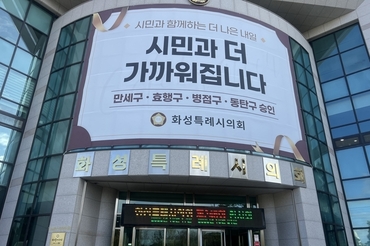 시민과 함께하는 더 나은 내일
시민과 더
가까워집니다
만세구·효행구·병점구·동탄구 승인
화성특례시의회
화성특례시의회